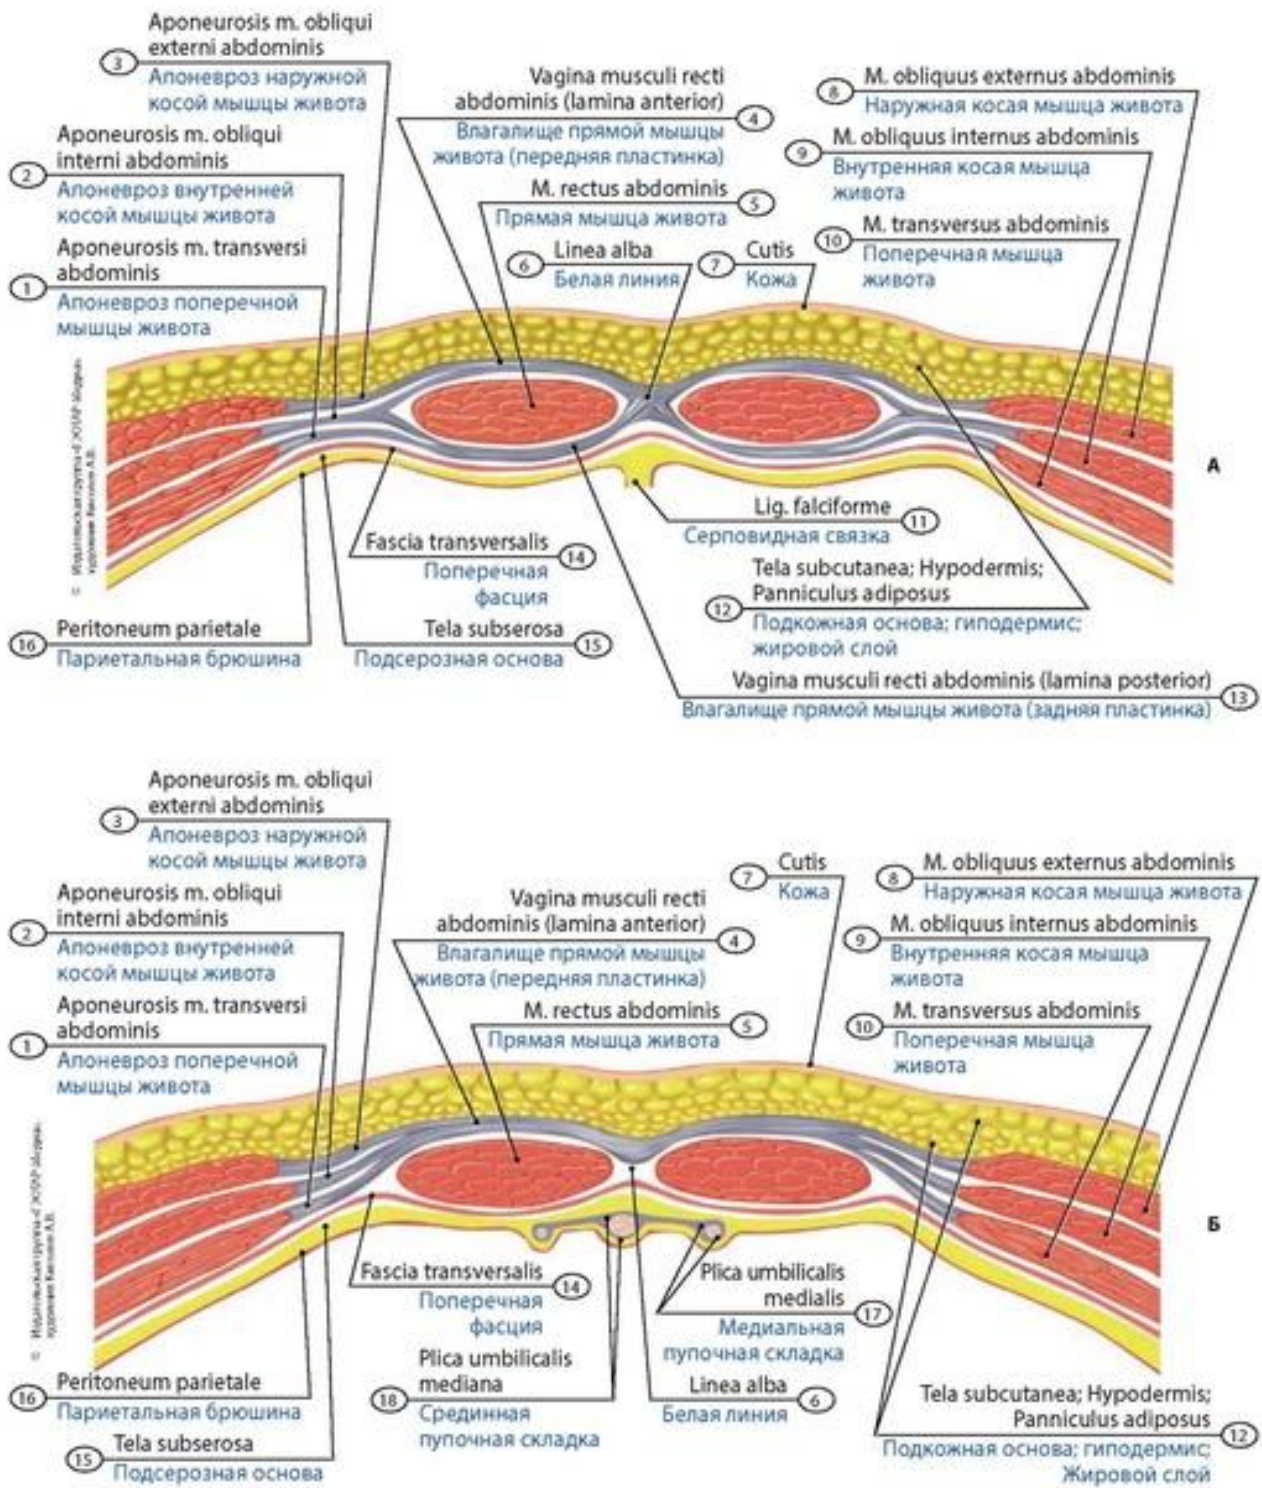 Aponeurosis m. obliqui
externi abdominis
3
Апоневроз наружной
косой мышцы живота
Aponeurosis m. obliqui
interni abdominis
2
Апоневроз внутренней
косой мышцы живота
Aponeurosis m. transversi
abdominis
1
Апоневроз поперечной
мышцы живота
Vagina musculi recti
abdominis (lamina anterior)
4
Влагалище прямой мышцы
живота (передняя пластинка)
M. rectus abdominis
5
Прямая мышца живота
6
Linea alba
Белая линия
7
Cutis
Кожа
M. obliquus externus abdominis
8
Наружная косая мышца живота
M. obliquus internus abdominis
9
Внутренняя косая мышца
живота
M. transversus abdominis
10
Поперечная мышца
живота
А
Lig. falciforme
11
Серповидная связка
Fascia transversalis
14
Поперечная
фасция
Tela subcutanea; Hypodermis;
Panniculus adiposus
12
Подкожная основа; гиподермис;
жировой слой
Peritoneum parietale
16
Париетальная брюшина
Tela subserosa
15
Подсерозная основа
Vagina musculi recti abdominis (lamina posterior)
13
Влагалище прямой мышцы живота (задняя пластинка)
Aponeurosis m. obliqui
externi abdominis
3
Апоневроз наружной
косой мышцы живота
Aponeurosis m. obliqui
interni abdominis
2
Апоневроз внутренней
косой мышцы живота
Aponeurosis m. transversi
abdominis
1
Апоневроз поперечной
мышцы живота
Vagina musculi recti
abdominis (lamina anterior)
4
Влагалище прямой мышцы
живота (передняя пластинка)
M. rectus abdominis
5
Прямая мышца живота
7
Cutis
Кожа
M. obliquus externus abdominis
8
Наружная косая мышца живота
M. obliquus internus abdominis
9
Внутренняя косая мышца
живота
M. transversus abdominis
10
Поперечная мышца
живота
Б
Fascia transversalis
14
Поперечная
фасция
Plica umbilicalis
medialis
17
Медиальная
пупочная складка
Plica umbilicalis
mediana
18
Срединная
пупочная складка
Linea alba
6
Белая линия
Peritoneum parietale
16
Париетальная брюшина
Tela subserosa
15
Подсерозная основа
Tela subcutanea; Hypodermis;
Panniculus adiposus
12
Подкожная основа; гиподермис;
Жировой слой